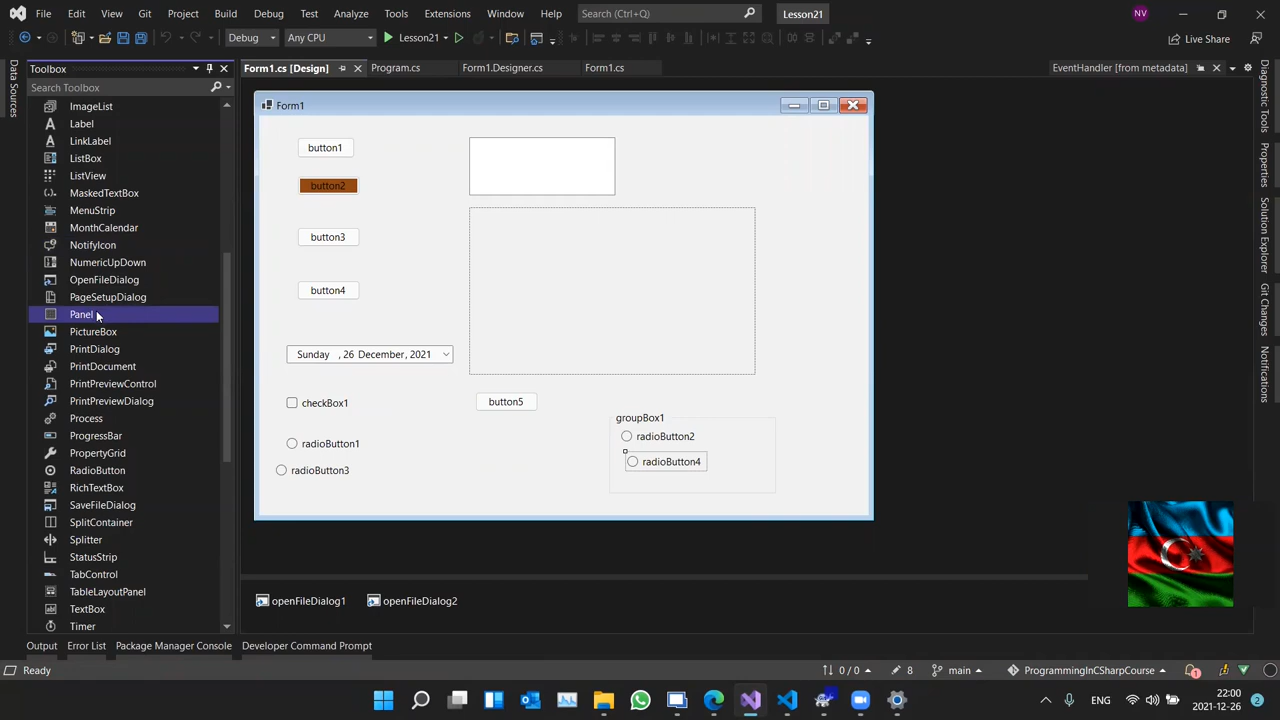 File Edit View Git Project Build Debug Test Analyze Tools Extensions Window Help Search (Ctrl+Q) Lesson21 NV
Debug Any CPU Lesson21 Live Share
Data Sources
Toolbox
Search Toolbox
ImageList
Label
LinkLabel
ListBox
ListView
MaskedTextBox
MenuStrip
MonthCalendar
NotifyIcon
NumericUpDown
OpenFileDialog
PageSetupDialog
Panel
PictureBox
PrintDialog
PrintDocument
PrintPreviewControl
PrintPreviewDialog
Process
ProgressBar
PropertyGrid
RadioButton
RichTextBox
SaveFileDialog
SplitContainer
Splitter
StatusStrip
TabControl
TableLayoutPanel
TextBox
Timer
Form1.cs [Design] Program.cs Form1.Designer.cs Form1.cs EventHandler [from metadata]
Form1
button1
button2
button3
button4
Sunday , 26 December, 2021
checkBox1
button5
groupBox1
radioButton2
radioButton1
radioButton4
radioButton3
openFileDialog1 openFileDialog2
Diagnostic Tools
Properties
Solution Explorer
Git Changes
Notifications
Output Error List Package Manager Console Developer Command Prompt
Ready 0 / 0 8 main ProgrammingInCSharpCourse 1
ENG 22:00
2021-12-26 2